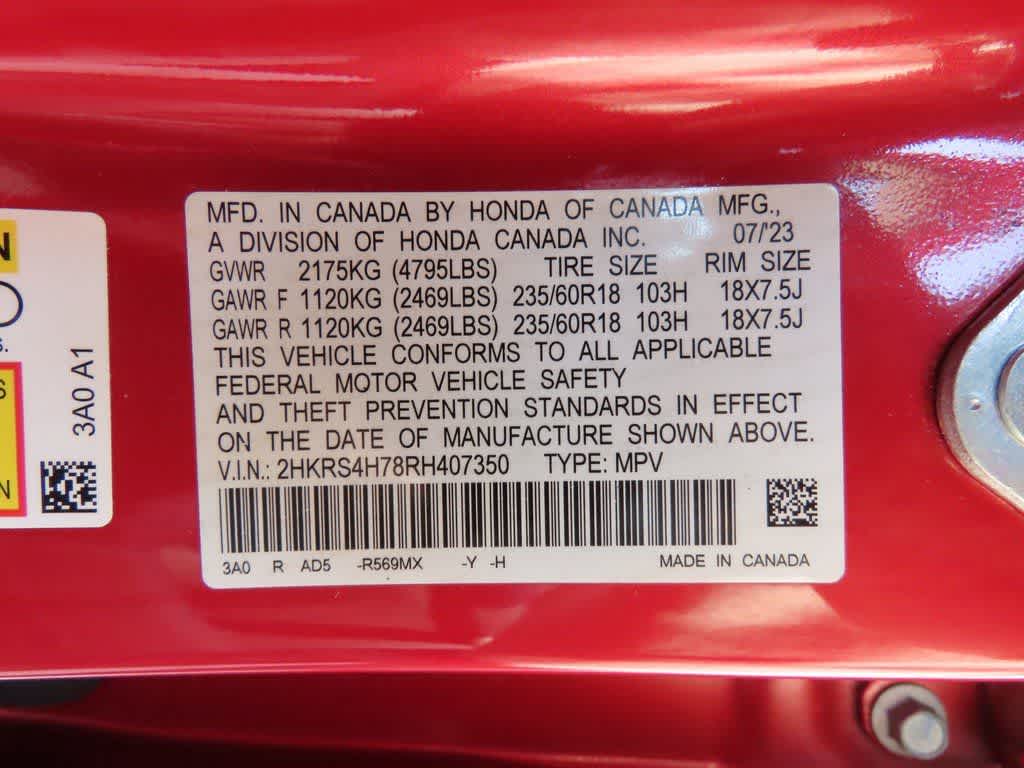 MFD. IN CANADA BY HONDA OF CANADA MFG.,
A DIVISION OF HONDA CANADA INC. 07/'23
GVWR 2175KG (4795LBS) TIRE SIZE RIM SIZE
GAWR F 1120KG (2469LBS) 235/60R18 103H 18X7.5J
GAWR R 1120KG (2469LBS) 235/60R18 103H 18X7.5J
THIS VEHICLE CONFORMS TO ALL APPLICABLE
FEDERAL MOTOR VEHICLE SAFETY
AND THEFT PREVENTION STANDARDS IN EFFECT
ON THE DATE OF MANUFACTURE SHOWN ABOVE.
V.I.N.: 2HKRS4H78RH407350 TYPE: MPV
3A0 R AD5 -R569MX -Y -H MADE IN CANADA
3A0 A1